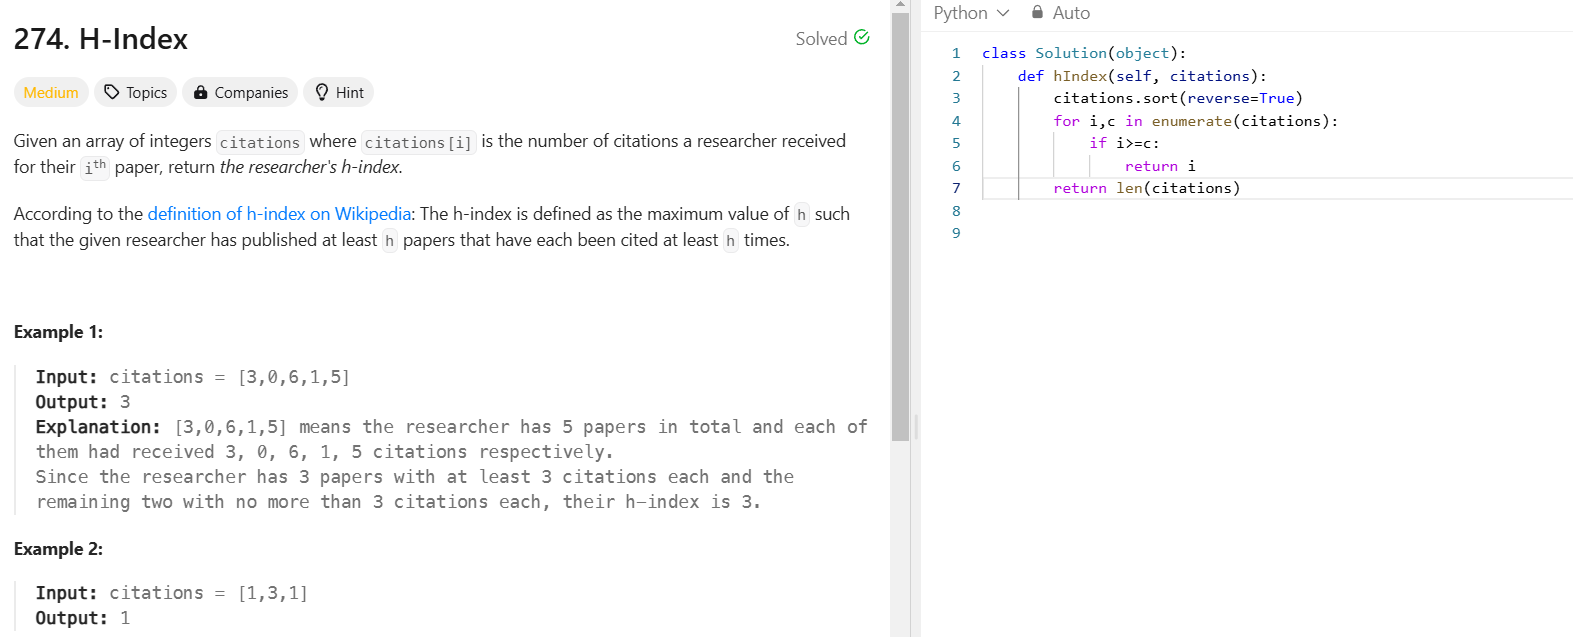 274. H-Index
Solved
Medium
Topics
Companies
Hint
Given an array of integers citations where citations[i] is the number of citations a researcher received
for their ith paper, return the researcher's h-index.
According to the definition of h-index on Wikipedia: The h-index is defined as the maximum value of h such
that the given researcher has published at least h papers that have each been cited at least h times.
Example 1:
Input: citations = [3,0,6,1,5]
Output: 3
Explanation: [3,0,6,1,5] means the researcher has 5 papers in total and each of
them had received 3, 0, 6, 1, 5 citations respectively.
Since the researcher has 3 papers with at least 3 citations each and the
remaining two with no more than 3 citations each, their h-index is 3.
Example 2:
Input: citations = [1,3,1]
Output: 1
Python
Auto
1 class Solution(object):
2     def hIndex(self, citations):
3         citations.sort(reverse=True)
4         for i,c in enumerate(citations):
5             if i>=c:
6                 return i
7         return len(citations)
8
9